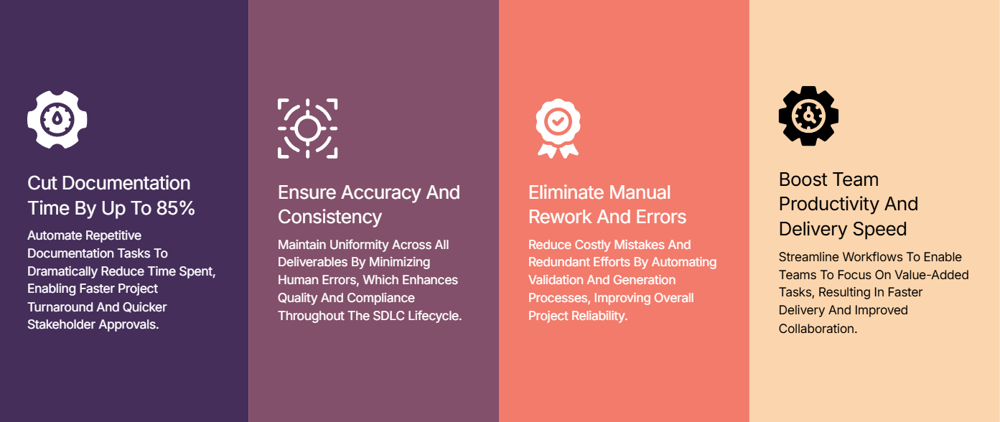 Cut Documentation
Time By Up To 85%
Automate Repetitive
Documentation Tasks To
Dramatically Reduce Time Spent,
Enabling Faster Project
Turnaround And Quicker
Stakeholder Approvals.
Ensure Accuracy And
Consistency
Maintain Uniformity Across All
Deliverables By Minimizing
Human Errors, Which Enhances
Quality And Compliance
Throughout The SDLC Lifecycle.
Eliminate Manual
Rework And Errors
Reduce Costly Mistakes And
Redundant Efforts By Automating
Validation And Generation
Processes, Improving Overall
Project Reliability.
Boost Team
Productivity And
Delivery Speed
Streamline Workflows To Enable
Teams To Focus On Value-Added
Tasks, Resulting In Faster
Delivery And Improved
Collaboration.